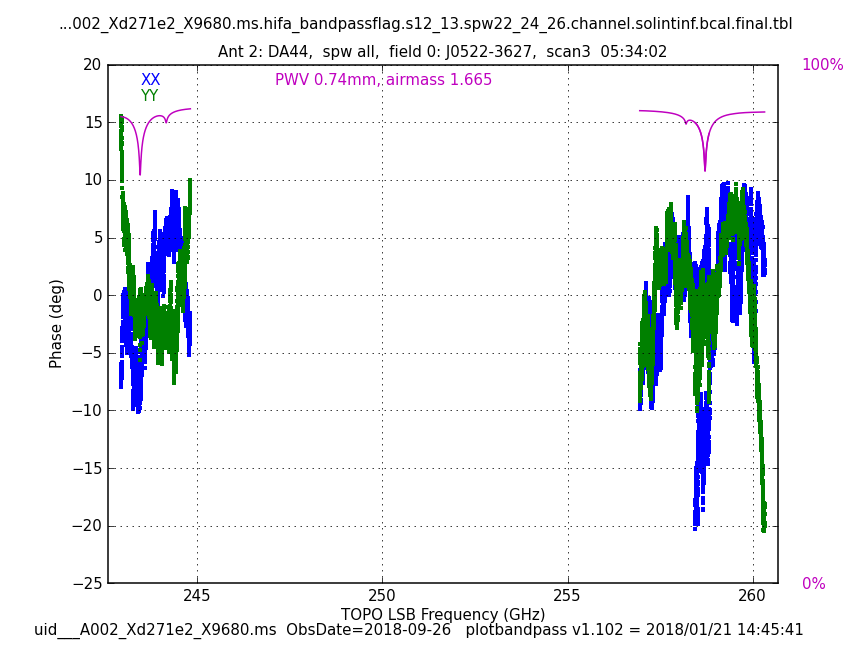 ...002_Xd271e2_X9680.ms.hifa_bandpassflag.s12_13.spw22_24_26.channel.solintinf.bcal.final.tbl
Ant 2: DA44,  spw all,  field 0: J0522-3627,  scan3  05:34:02
20
100%
XX
PWV 0.74mm, airmass 1.665
YY
15
10
5
0
Phase (deg)
−5
−10
−15
−20
−25
0%
245
250
255
260
TOPO LSB Frequency (GHz)
uid___A002_Xd271e2_X9680.ms  ObsDate=2018-09-26   plotbandpass v1.102 = 2018/01/21 14:45:41